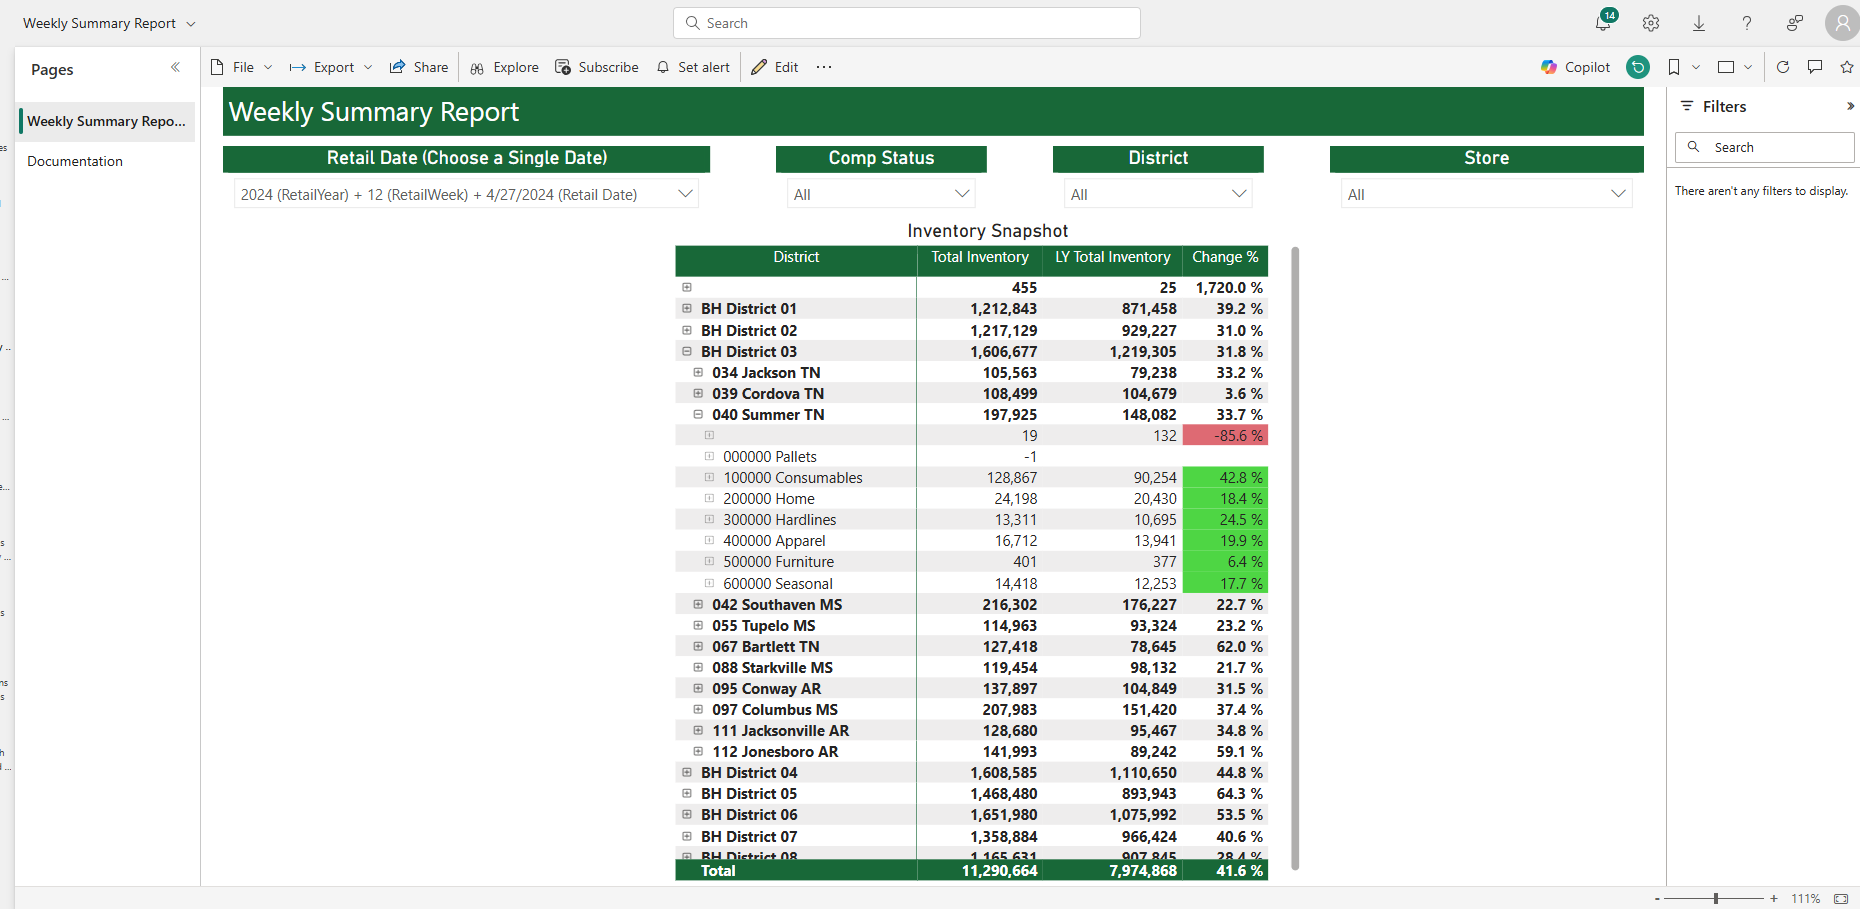 Weekly Summary Report
Search
14
Pages
File
Export
Share
Explore
Subscribe
Set alert
Edit
Copilot
Weekly Summary Repo...
Documentation
Weekly Summary Report
Filters
Search
There aren't any filters to display.
Retail Date (Choose a Single Date) Comp Status District Store
2024 (RetailYear) + 12 (RetailWeek) + 4/27/2024 (Retail Date) All All All
Inventory Snapshot
District Total Inventory LY Total Inventory Change %
455 25 1,720.0 %
BH District 01 1,212,843 871,458 39.2 %
BH District 02 1,217,129 929,227 31.0 %
BH District 03 1,606,677 1,219,305 31.8 %
034 Jackson TN 105,563 79,238 33.2 %
039 Cordova TN 108,499 104,679 3.6 %
040 Summer TN 197,925 148,082 33.7 %
19 132 -85.6 %
000000 Pallets -1
100000 Consumables 128,867 90,254 42.8 %
200000 Home 24,198 20,430 18.4 %
300000 Hardlines 13,311 10,695 24.5 %
400000 Apparel 16,712 13,941 19.9 %
500000 Furniture 401 377 6.4 %
600000 Seasonal 14,418 12,253 17.7 %
042 Southaven MS 216,302 176,227 22.7 %
055 Tupelo MS 114,963 93,324 23.2 %
067 Bartlett TN 127,418 78,645 62.0 %
088 Starkville MS 119,454 98,132 21.7 %
095 Conway AR 137,897 104,849 31.5 %
097 Columbus MS 207,983 151,420 37.4 %
111 Jacksonville AR 128,680 95,467 34.8 %
112 Jonesboro AR 141,993 89,242 59.1 %
BH District 04 1,608,585 1,110,650 44.8 %
BH District 05 1,468,480 893,943 64.3 %
BH District 06 1,651,980 1,075,992 53.5 %
BH District 07 1,358,884 966,424 40.6 %
BH District 08 1,165,631 907,845 28.4 %
Total 11,290,664 7,974,868 41.6 %
- + 111%